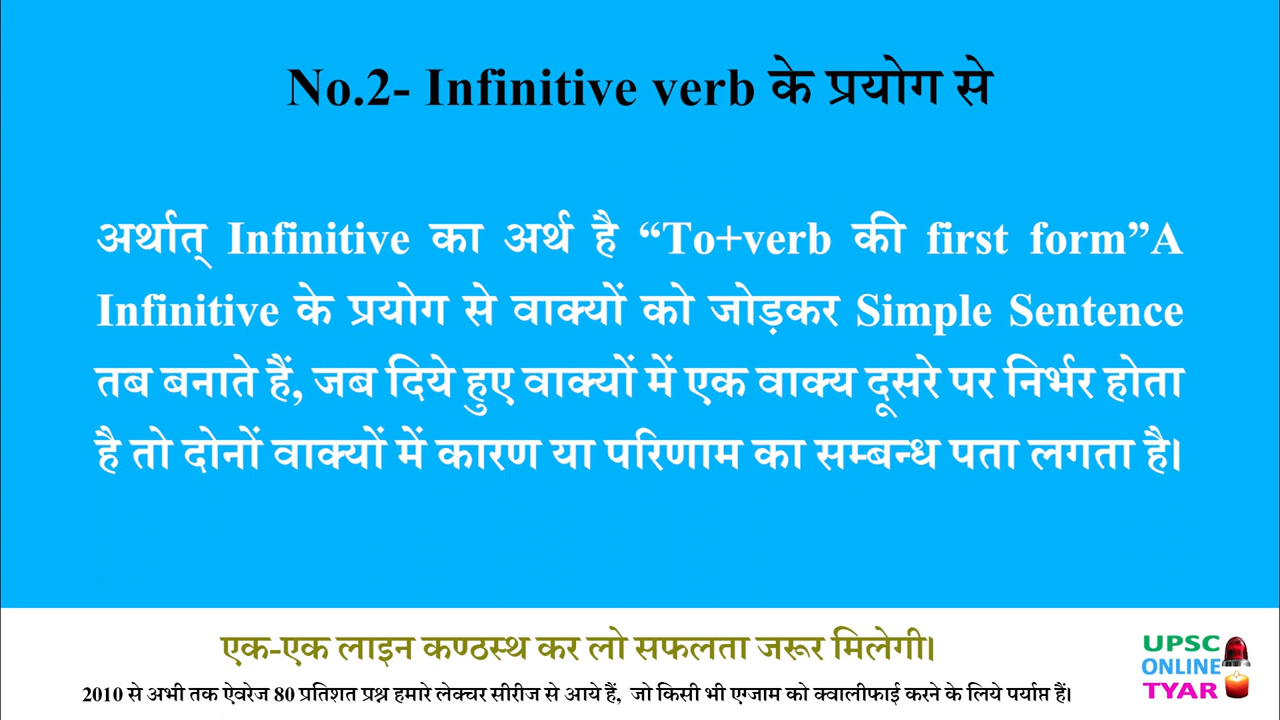 No.2- Infinitive verb के प्रयोग से
अर्थात् Infinitive का अर्थ है “To+verb की first form”A
Infinitive के प्रयोग से वाक्यों को जोड़कर Simple Sentence
तब बनाते हैं, जब दिये हुए वाक्यों में एक वाक्य दूसरे पर निर्भर होता
है तो दोनों वाक्यों में कारण या परिणाम का सम्बन्ध पता लगता है।
एक-एक लाइन कण्ठस्थ कर लो सफलता जरूर मिलेगी।
2010 से अभी तक ऐवरेज 80 प्रतिशत प्रश्न हमारे लेक्चर सीरीज से आये हैं, जो किसी भी एग्जाम को क्वालीफाई करने के लिये पर्याप्त हैं।
UPSC
ONLINE
TYAR